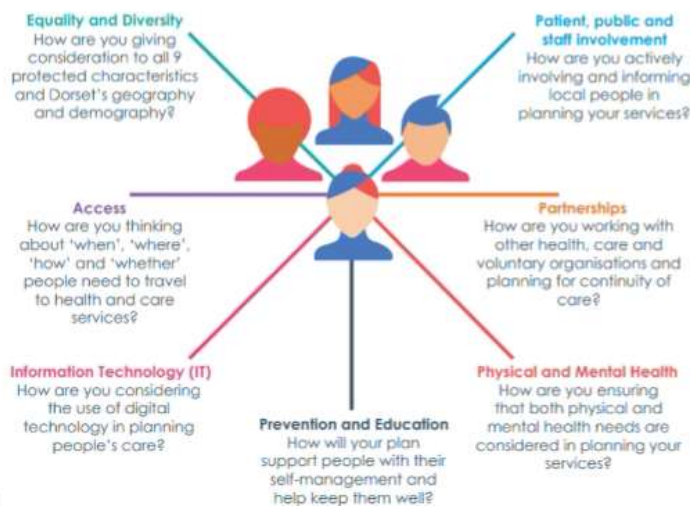 Equality and Diversity
How are you giving
consideration to all 9
protected characteristics
and Dorset's geography
and demography?
Patient, public and
staff involvement
How are you actively
involving and informing
local people in
planning your services?
Access
How are you thinking
about 'when', 'where',
'how' and 'whether'
people need to travel
to health and care
services?
Partnerships
How are you working with
other health, care and
voluntary organisations and
planning for continuity of
care?
Information Technology (IT)
How are you considering
the use of digital
technology in planning
people's care?
Prevention and Education
How will your plan
support people with their
self-management and
help keep them well?
Physical and Mental Health
How are you ensuring
that both physical and
mental health needs are
considered in planning your
services?